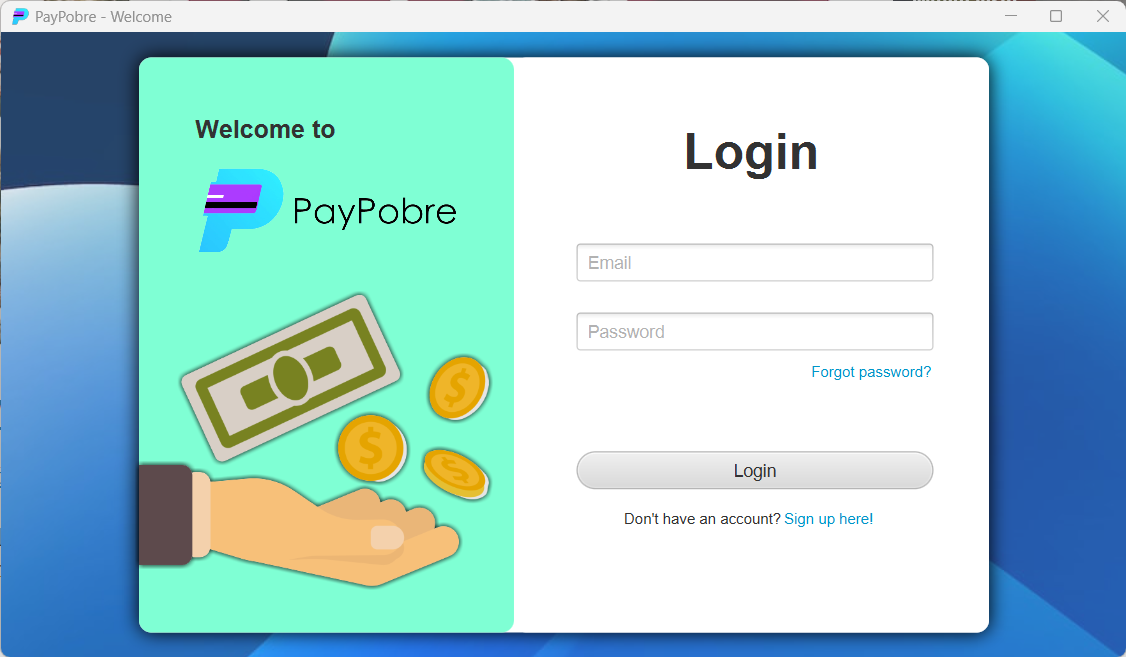 PayPobre - Welcome
Welcome to
PayPobre
Login
Email
Password
Forgot password?
Login
Don't have an account? Sign up here!